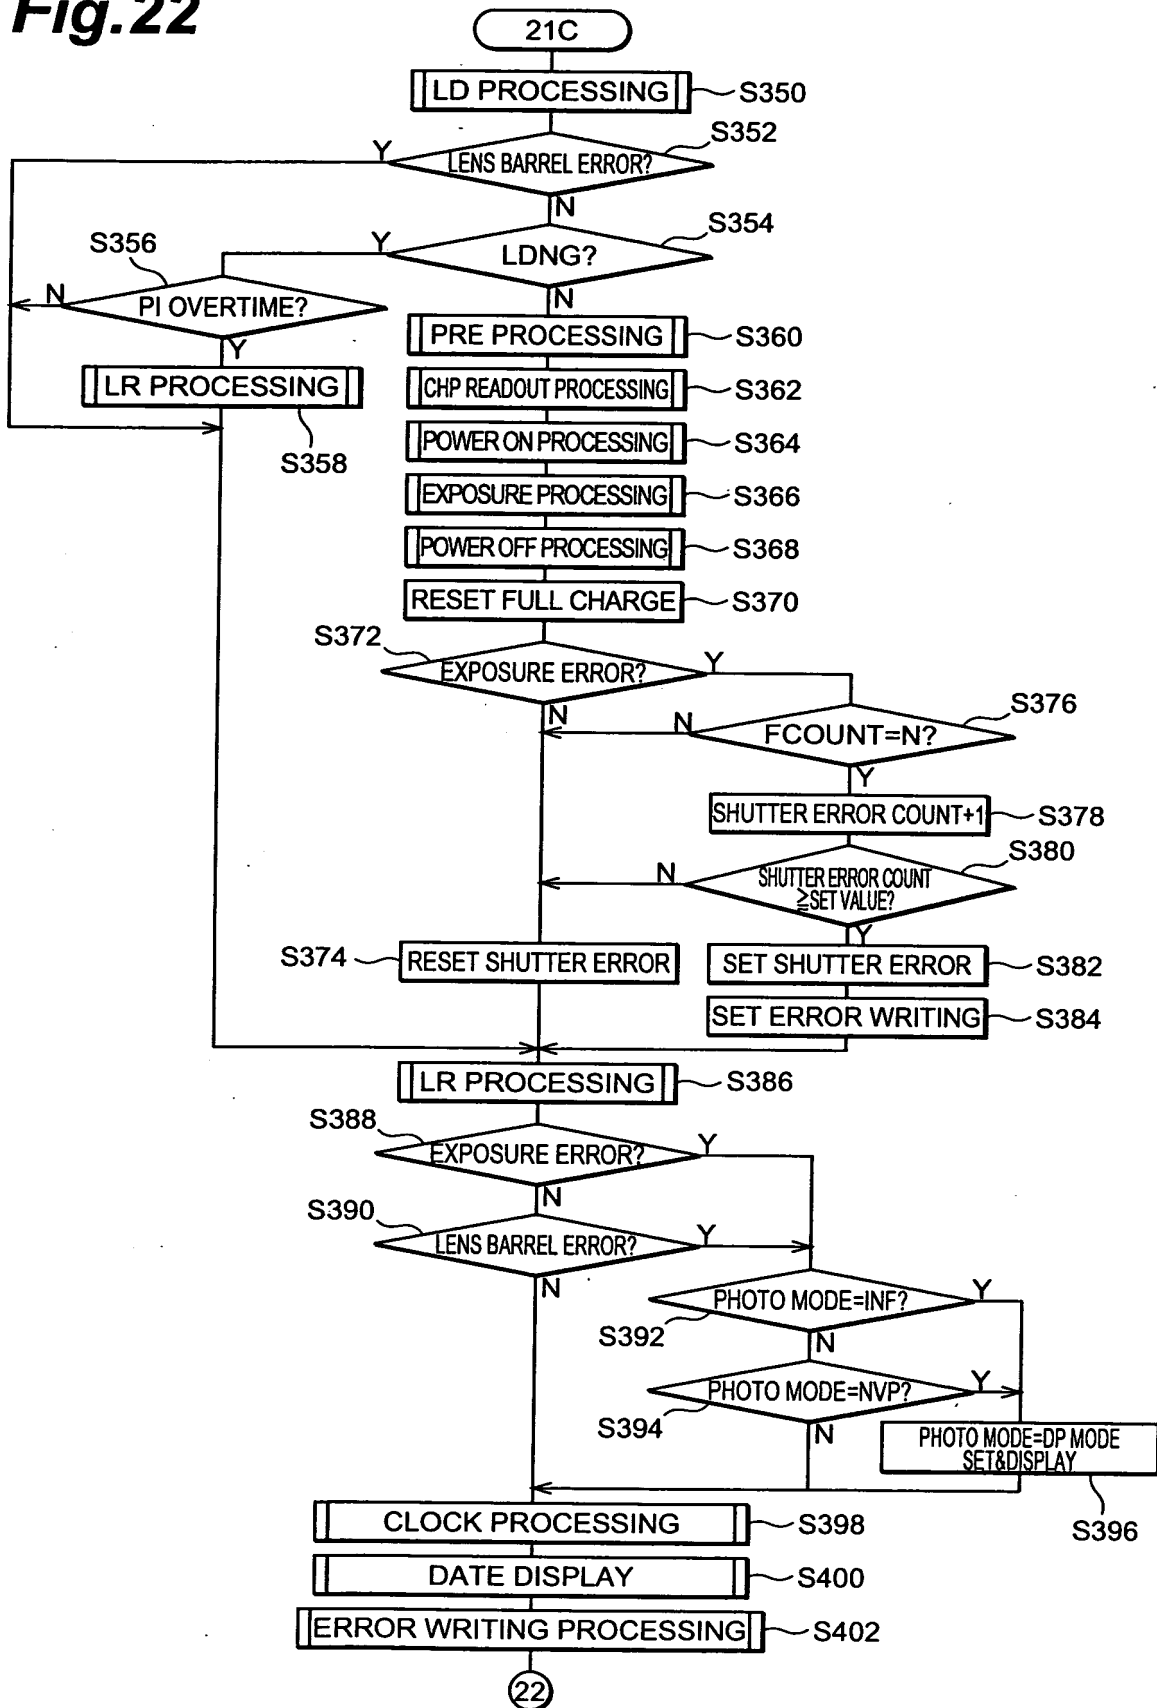 Fig.22
21C
LD PROCESSING
S350
S352
Y
LENS BARREL ERROR?
N
S354
Y
S356
LDNG?
N
PI OVERTIME?
N
Y
PRE PROCESSING
S360
LR PROCESSING
CHP READOUT PROCESSING
S362
S358
POWER ON PROCESSING
S364
EXPOSURE PROCESSING
S366
POWER OFF PROCESSING
S368
RESET FULL CHARGE
S370
S372
EXPOSURE ERROR?
Y
N
S376
N
FCOUNT=N?
Y
SHUTTER ERROR COUNT+1
S378
S380
N
SHUTTER ERROR COUNT
≧SET VALUE?
Y
S374
RESET SHUTTER ERROR
SET SHUTTER ERROR
S382
SET ERROR WRITING
S384
LR PROCESSING
S386
S388
EXPOSURE ERROR?
Y
N
S390
LENS BARREL ERROR?
Y
N
PHOTO MODE=INF?
Y
S392
N
PHOTO MODE=NVP?
Y
S394
N
PHOTO MODE=DP MODE
SET&DISPLAY
S396
CLOCK PROCESSING
S398
DATE DISPLAY
S400
ERROR WRITING PROCESSING
S402
22